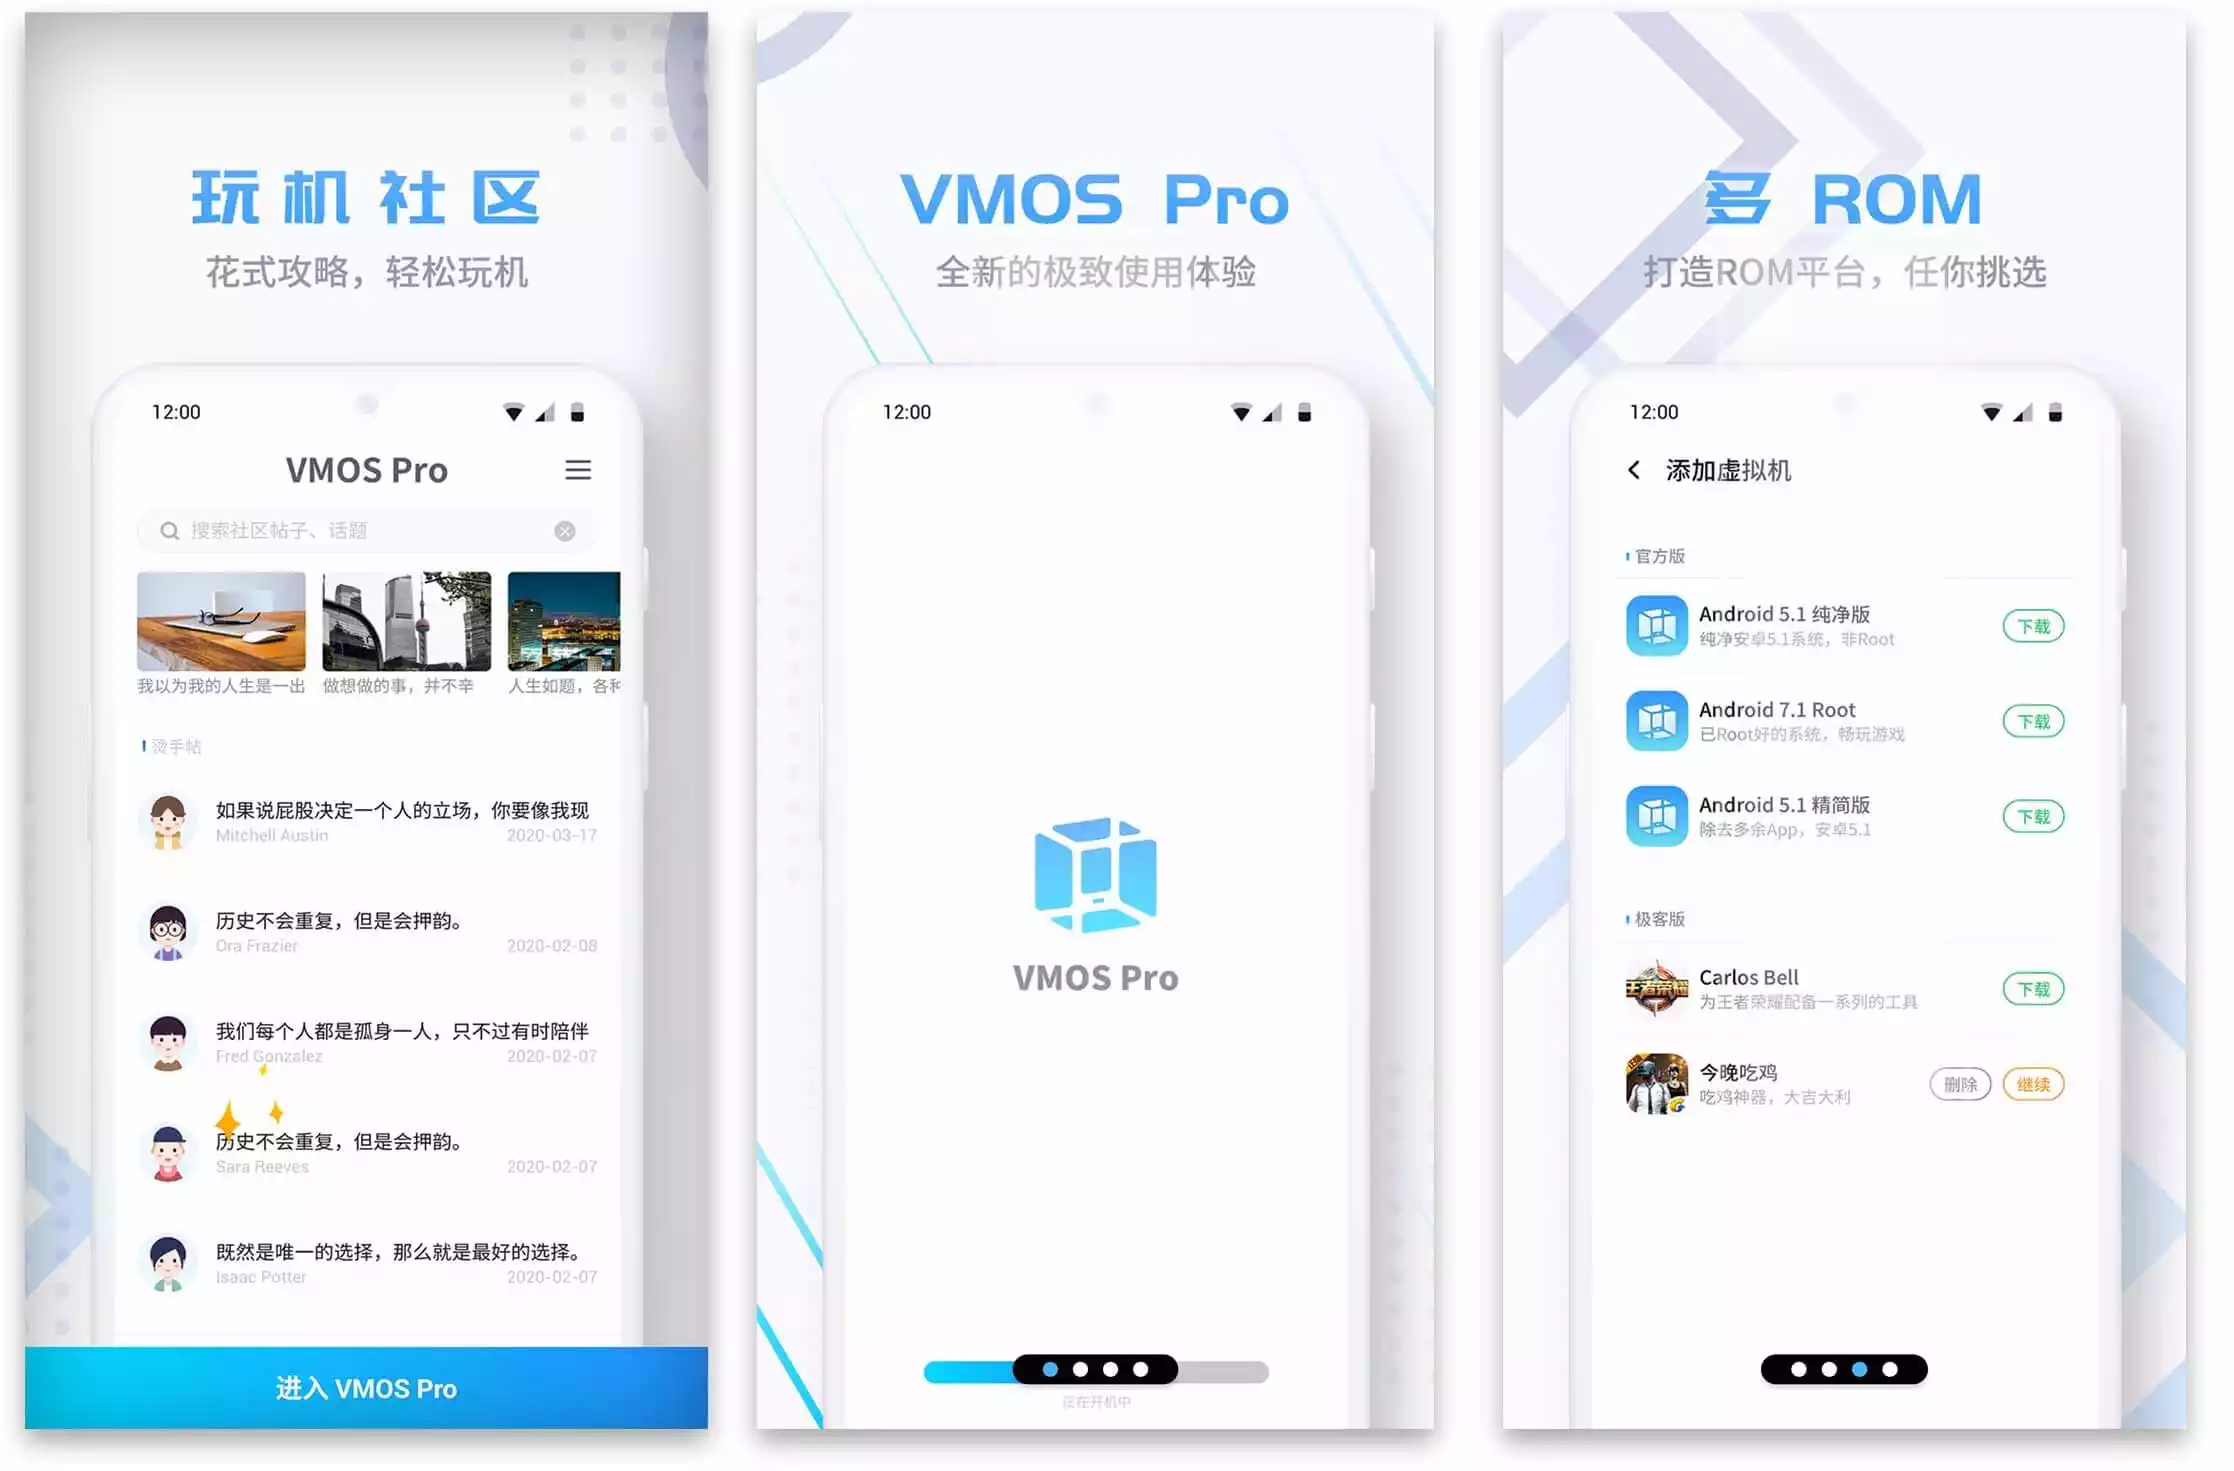 玩机社区
花式攻略，轻松玩机
12:00
VMOS Pro
搜索社区帖子、话题
我以为我的人生是一出
做想做的事，并不辛
人生如题，各种
烫手帖
如果说屁股决定一个人的立场，你要像我现
Mitchell Austin
2020-03-17
历史不会重复，但是会押韵。
Ora Frazier
2020-02-08
我们每个人都是孤身一人，只不过有时陪伴
Fred Gonzalez
2020-02-07
历史不会重复，但是会押韵。
Sara Reeves
2020-02-07
既然是唯一的选择，那么就是最好的选择。
Isaac Potter
2020-02-07
进入 VMOS Pro
VMOS Pro
全新的极致使用体验
12:00
VMOS Pro
正在开机中
多 ROM
打造ROM平台，任你挑选
12:00
添加虚拟机
官方版
Android 5.1 纯净版
纯净安卓5.1系统，非Root
下载
Android 7.1 Root
已Root好的系统，畅玩游戏
下载
Android 5.1 精简版
除去多余App，安卓5.1
下载
极客版
王者荣耀
Carlos Bell
为王者荣耀配备一系列的工具
下载
今晚吃鸡
吃鸡神器，大吉大利
删除
继续